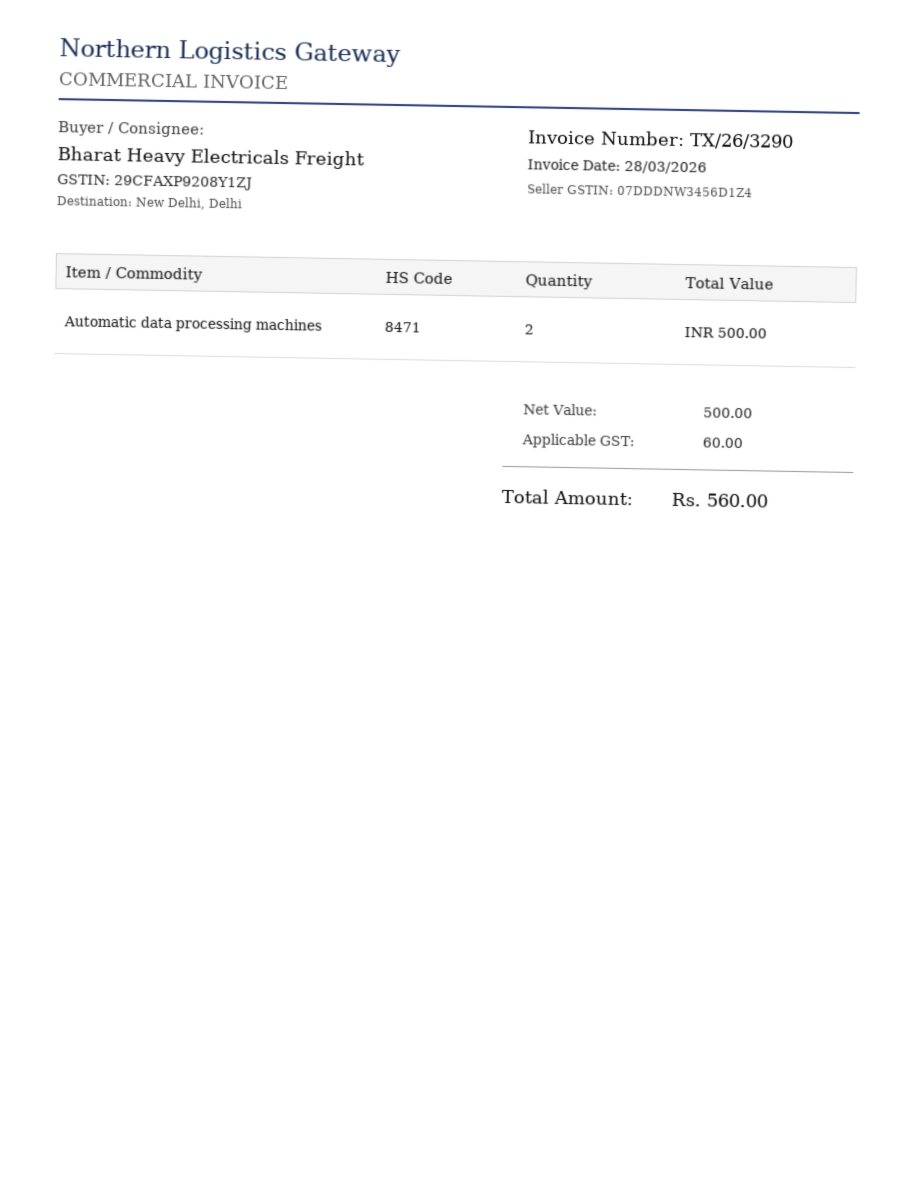 Northern Logistics Gateway
COMMERCIAL INVOICE
Buyer / Consignee:
Bharat Heavy Electricals Freight
GSTIN: 29CFAXP9208Y1ZJ
Destination: New Delhi, Delhi
Invoice Number: TX/26/3290
Invoice Date: 28/03/2026
Seller GSTIN: 07DDDNW3456D1Z4
Item / Commodity HS Code Quantity Total Value
Automatic data processing machines 8471 2 INR 500.00
Net Value: 500.00
Applicable GST: 60.00
Total Amount: Rs. 560.00